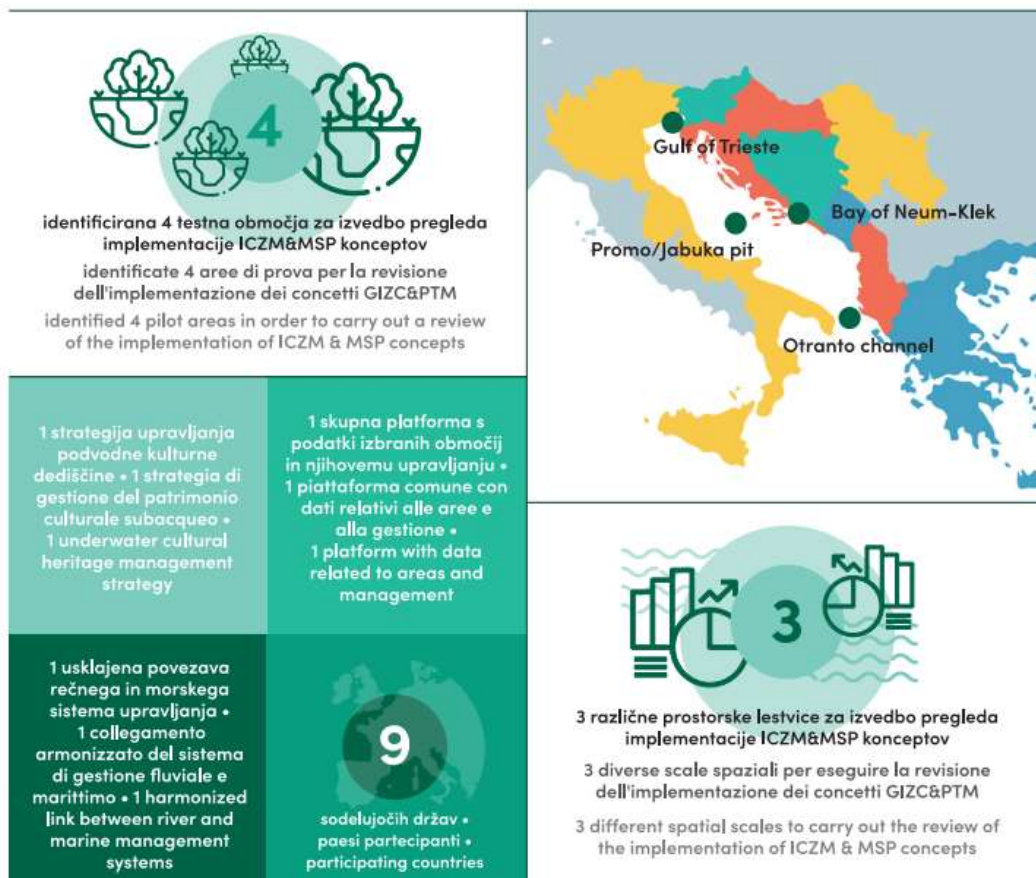 4
identificirana 4 testna območja za izvedbo pregleda
implementacije ICZM&MSP konceptov
identificate 4 aree di prova per la revisione
dell'implementazione dei concetti GIZC&PTM
identified 4 pilot areas in order to carry out a review
of the implementation of ICZM & MSP concepts
Gulf of Trieste
Bay of Neum-Klek
Promo/Jabuka pit
Otranto channel
1 strategija upravljanja
podvodne kulturne
dediščine • 1 strategia di
gestione del patrimonio
culturale subacqueo •
1 underwater cultural
heritage management
strategy
1 skupna platforma s
podatki izbranih območij
in njihovemu upravljanju •
1 piattaforma comune con
dati relativi alle aree e
alla gestione •
1 platform with data
related to areas and
management
1 usklajena povezava
rečnega in morskega
sistema upravljanja •
1 collegamento
armonizzato del sistema
di gestione fluviale e
marittimo • 1 harmonized
link between river and
marine management
systems
9
sodelujočih držav •
paesi partecipanti •
participating countries
3
3 različne prostorske lestvice za izvedbo pregleda
implementacije ICZM&MSP konceptov
3 diverse scale spaziali per eseguire la revisione
dell'implementazione dei concetti GIZC&PTM
3 different spatial scales to carry out the review of
the implementation of ICZM & MSP concepts